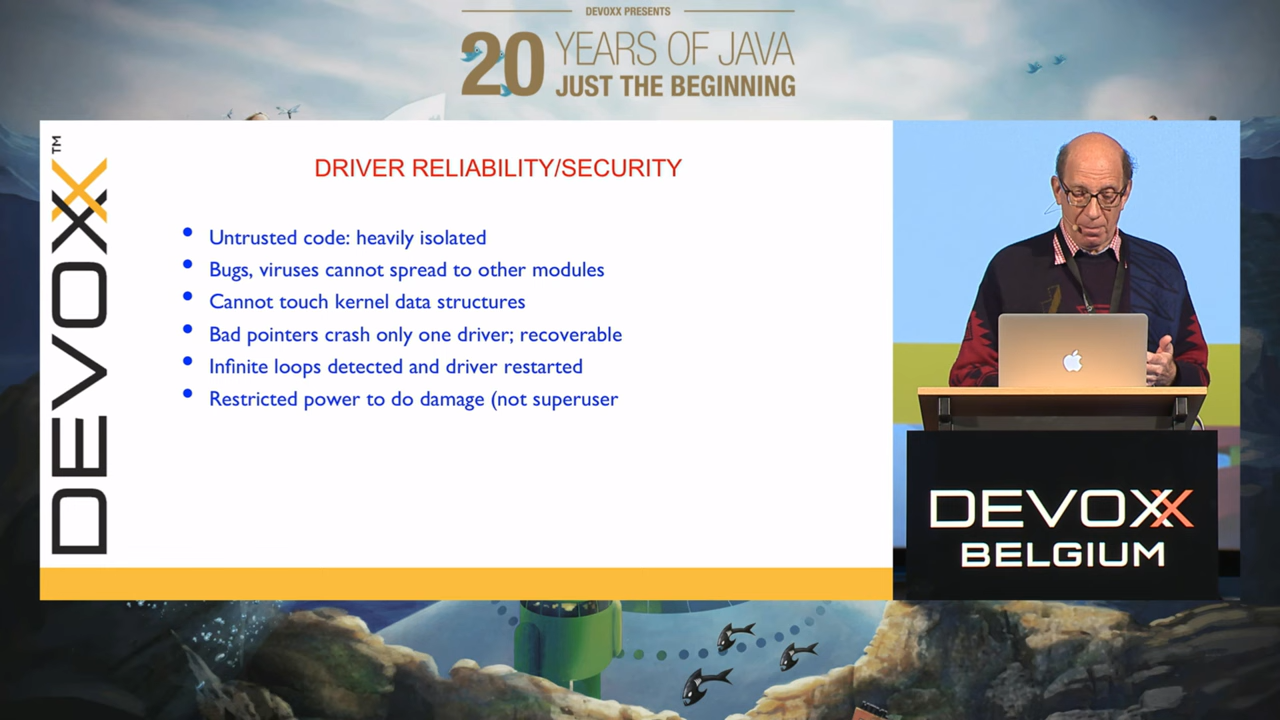 DEVOXX PRESENTS
20 YEARS OF JAVA
JUST THE BEGINNING
DEVOXX™
DRIVER RELIABILITY/SECURITY
• Untrusted code: heavily isolated
• Bugs, viruses cannot spread to other modules
• Cannot touch kernel data structures
• Bad pointers crash only one driver; recoverable
• Infinite loops detected and driver restarted
• Restricted power to do damage (not superuser
DEVOXX
BELGIUM